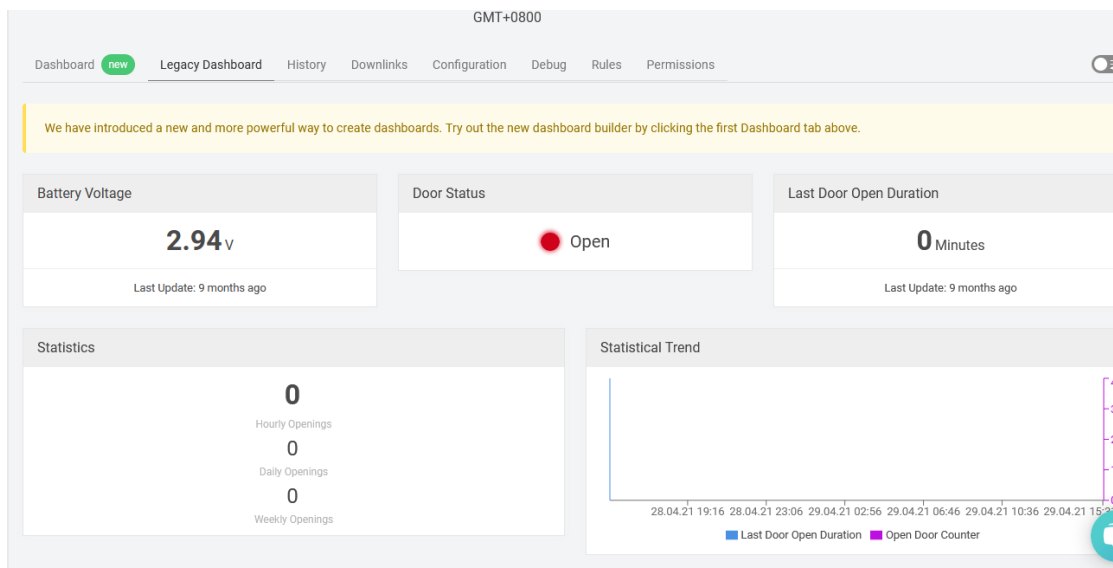 GMT+0800
Dashboard new Legacy Dashboard History Downlinks Configuration Debug Rules Permissions
We have introduced a new and more powerful way to create dashboards. Try out the new dashboard builder by clicking the first Dashboard tab above.
Battery Voltage
2.94 V
Last Update: 9 months ago
Door Status
Open
Last Door Open Duration
0 Minutes
Last Update: 9 months ago
Statistics
0
Hourly Openings
0
Daily Openings
0
Weekly Openings
Statistical Trend
3
2
1
0
28.04.21 19:16 28.04.21 23:06 29.04.21 02:56 29.04.21 06:46 29.04.21 10:36 29.04.21
Last Door Open Duration Open Door Counter